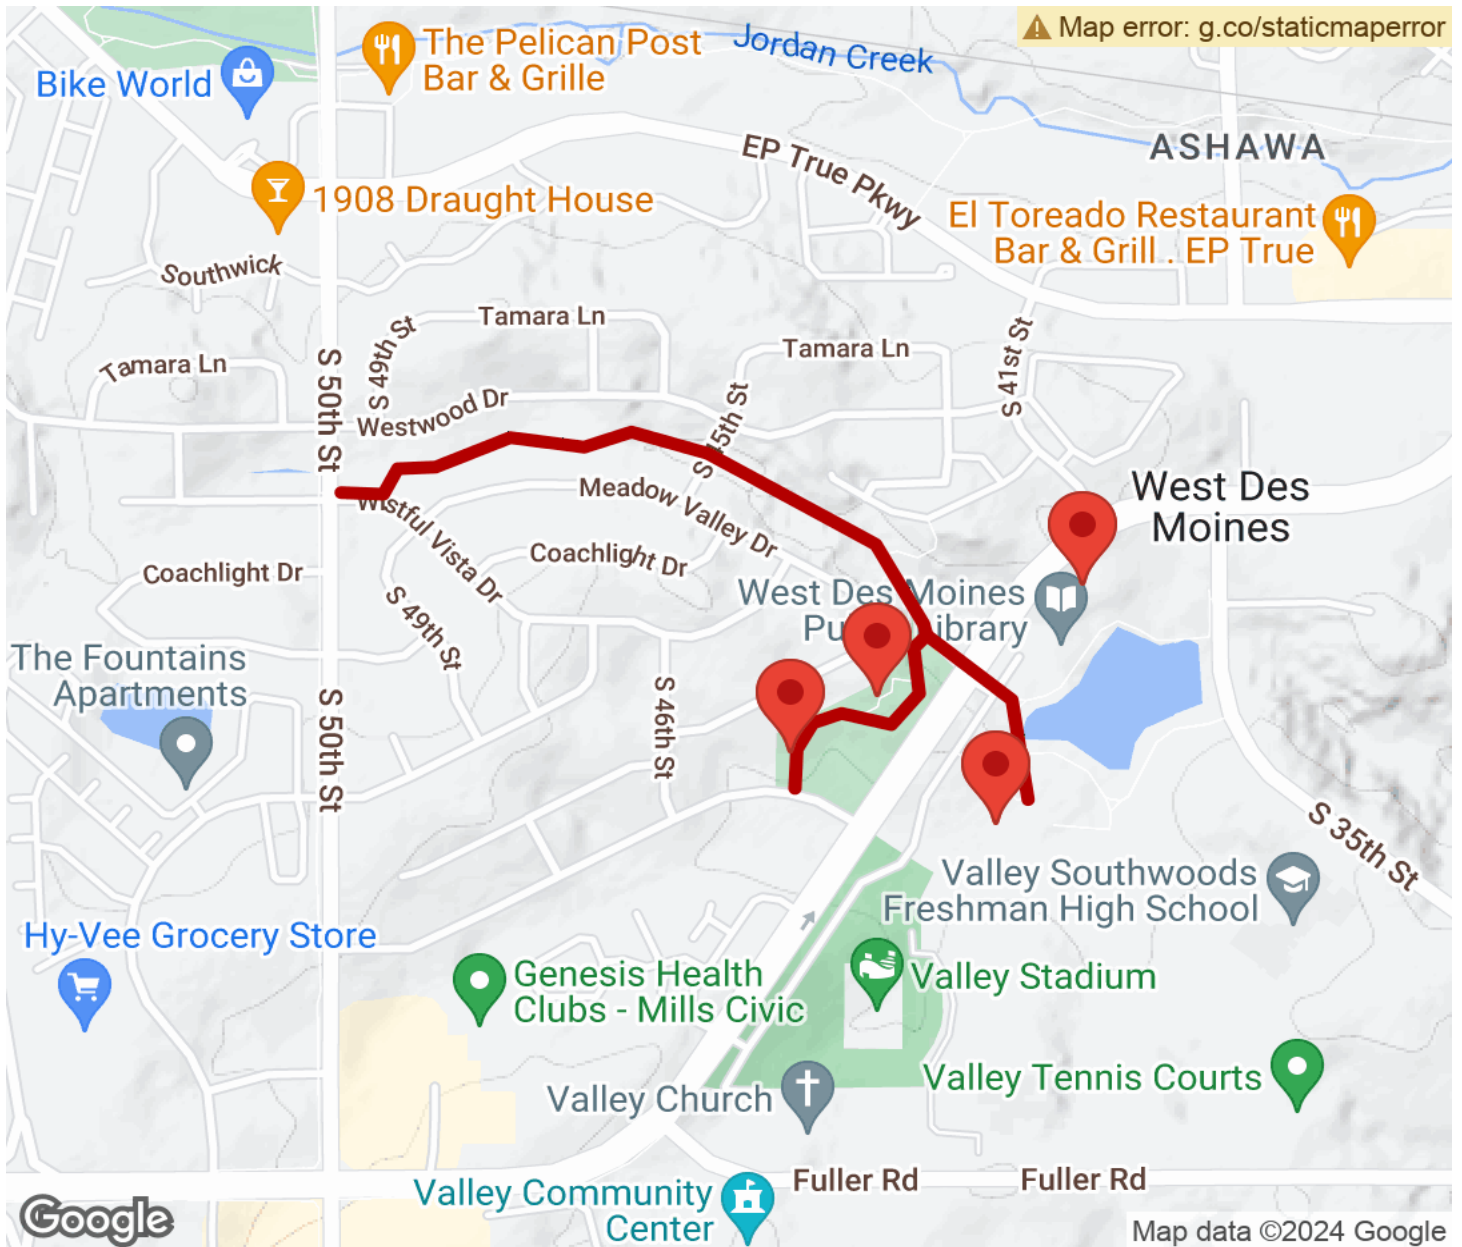 Map error: g.co/staticmaperror
The Pelican Post
Bar & Grille
Jordan Creek
Bike World
ASHAWA
EP True Pkwy
1908 Draught House
El Toreado Restaurant
Bar & Grill . EP True
Southwick
Tamara Ln
S 49th St
Tamara Ln
Tamara Ln
S 41st St
S 50th St
Westwood Dr
S 45th St
Meadow Valley Dr
West Des
Moines
Wistful Vista Dr
Coachlight Dr
Coachlight Dr
West Des Moines
Public Library
S 49th St
The Fountains
Apartments
S 46th St
S 50th St
S 35th St
Valley Southwoods
Freshman High School
Hy-Vee Grocery Store
Genesis Health
Clubs - Mills Civic
Valley Stadium
Valley Tennis Courts
Valley Church
Fuller Rd
Fuller Rd
Valley Community
Center
Google
Map data ©2024 Google